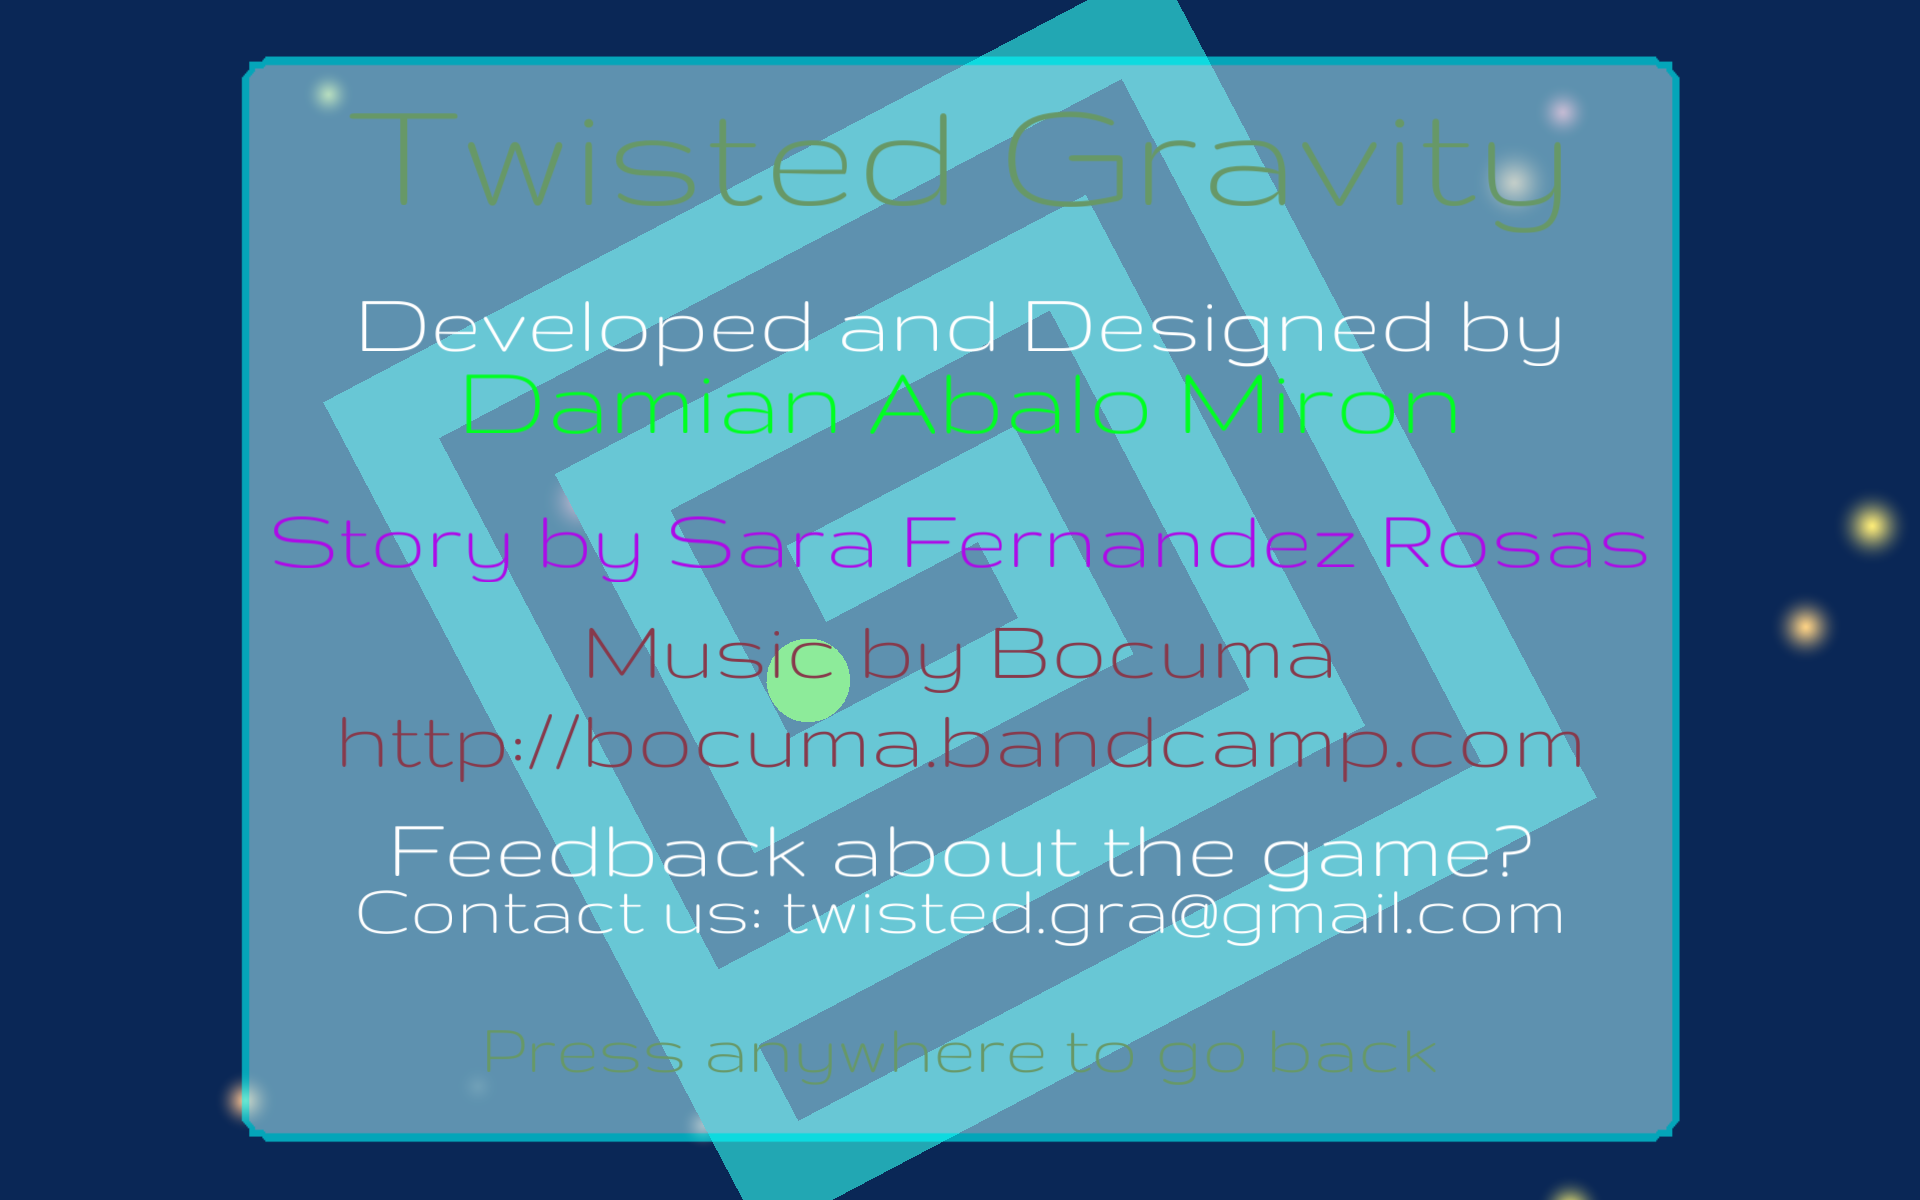 Twisted Gravity
Developed and Designed by
Damian Abalo Miron
Story by Sara Fernandez Rosas
Music by Bocuma
http://bocuma.bandcamp.com
Feedback about the game?
Contact us: twisted.gra@gmail.com
Press anywhere to go back